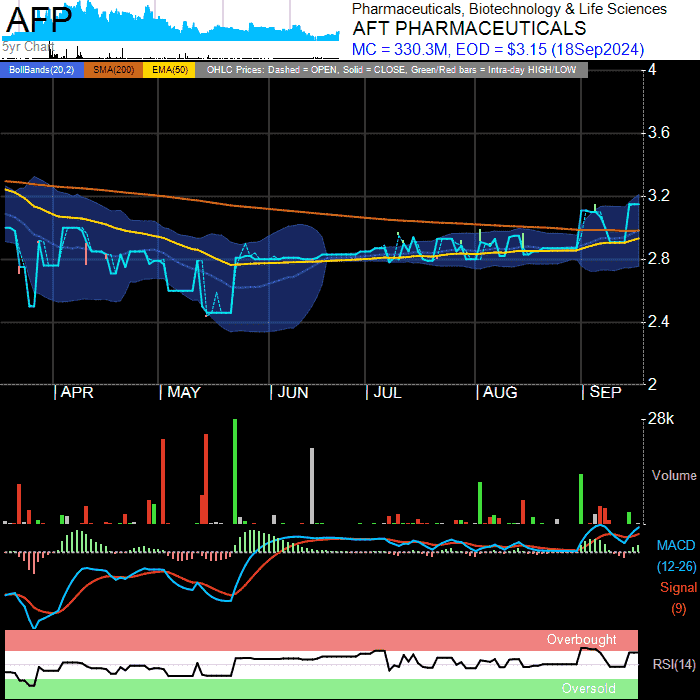 AFP
Pharmaceuticals, Biotechnology & Life Sciences
AFT PHARMACEUTICALS
MC = 330.3M, EOD = $3.15 (18Sep2024)
5yr Chart
BollBands(20,2) SMA(200) EMA(50) OHLC Prices: Dashed = OPEN, Solid = CLOSE, Green/Red bars = Intra-day HIGH/LOW
4
3.6
3.2
2.8
2.4
2
APR MAY JUN JUL AUG SEP
28k
Volume
MACD
(12-26)
Signal
(9)
Overbought
RSI(14)
Oversold